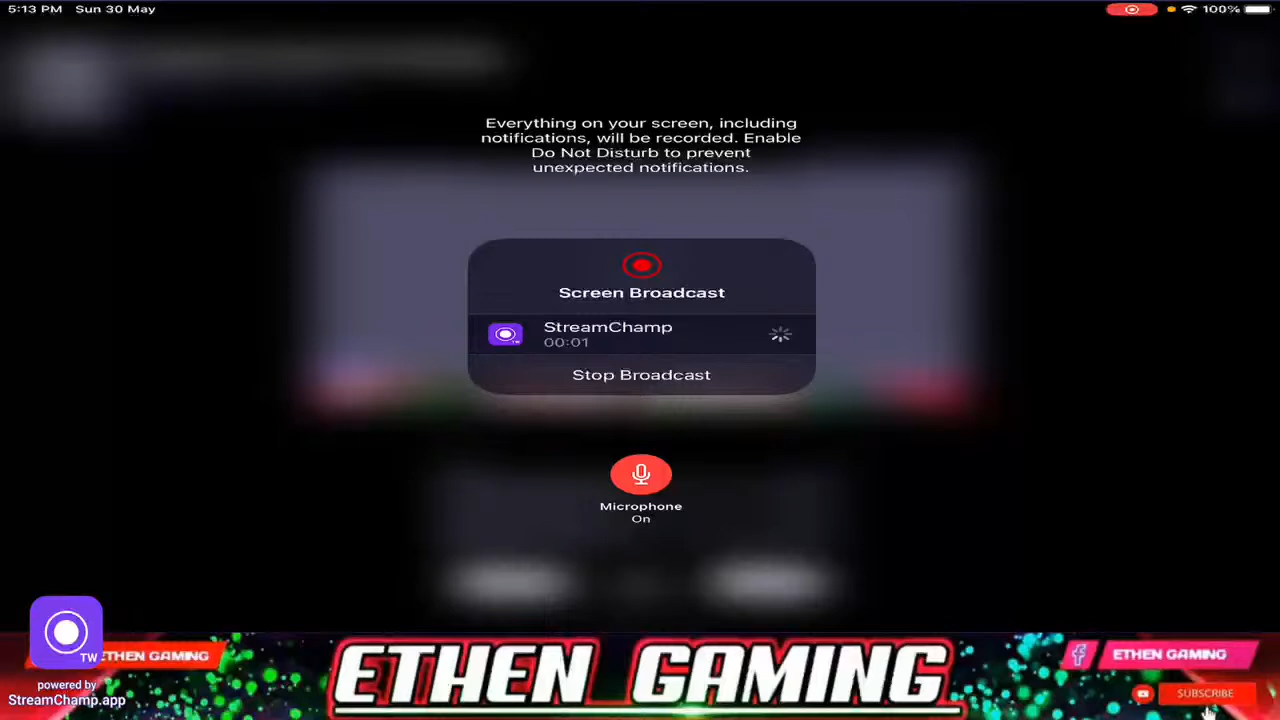 5:13 PM Sun 30 May
100%
Everything on your screen, including
notifications, will be recorded. Enable
Do Not Disturb to prevent
unexpected notifications.
Screen Broadcast
StreamChamp
00:01
Stop Broadcast
Microphone
On
TW
ETHEN GAMING
powered by
StreamChamp.app
ETHEN GAMING
ETHEN GAMING
SUBSCRIBE